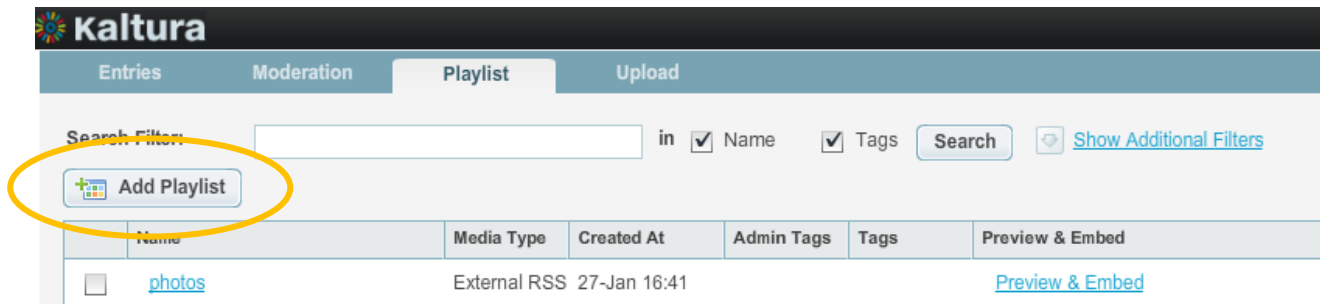 Kaltura
Entries Moderation Playlist Upload
Search Filter: in Name Tags Search Show Additional Filters
Add Playlist
Name Media Type Created At Admin Tags Tags Preview & Embed
photos External RSS 27-Jan 16:41 Preview & Embed